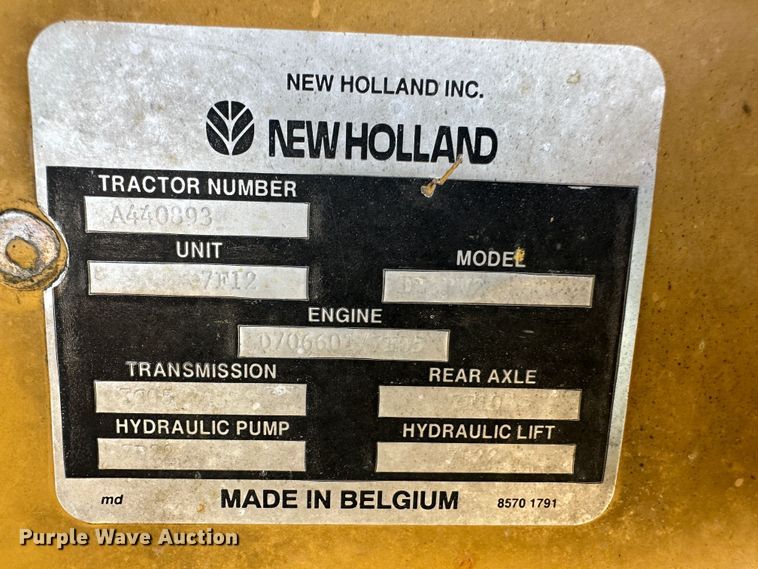 NEW HOLLAND INC.
NEW HOLLAND
TRACTOR NUMBER
A440893
UNIT
7F12
MODEL
ENGINE
TRANSMISSION
REAR AXLE
HYDRAULIC PUMP
HYDRAULIC LIFT
md
MADE IN BELGIUM
8570 1791
Purple Wave Auction